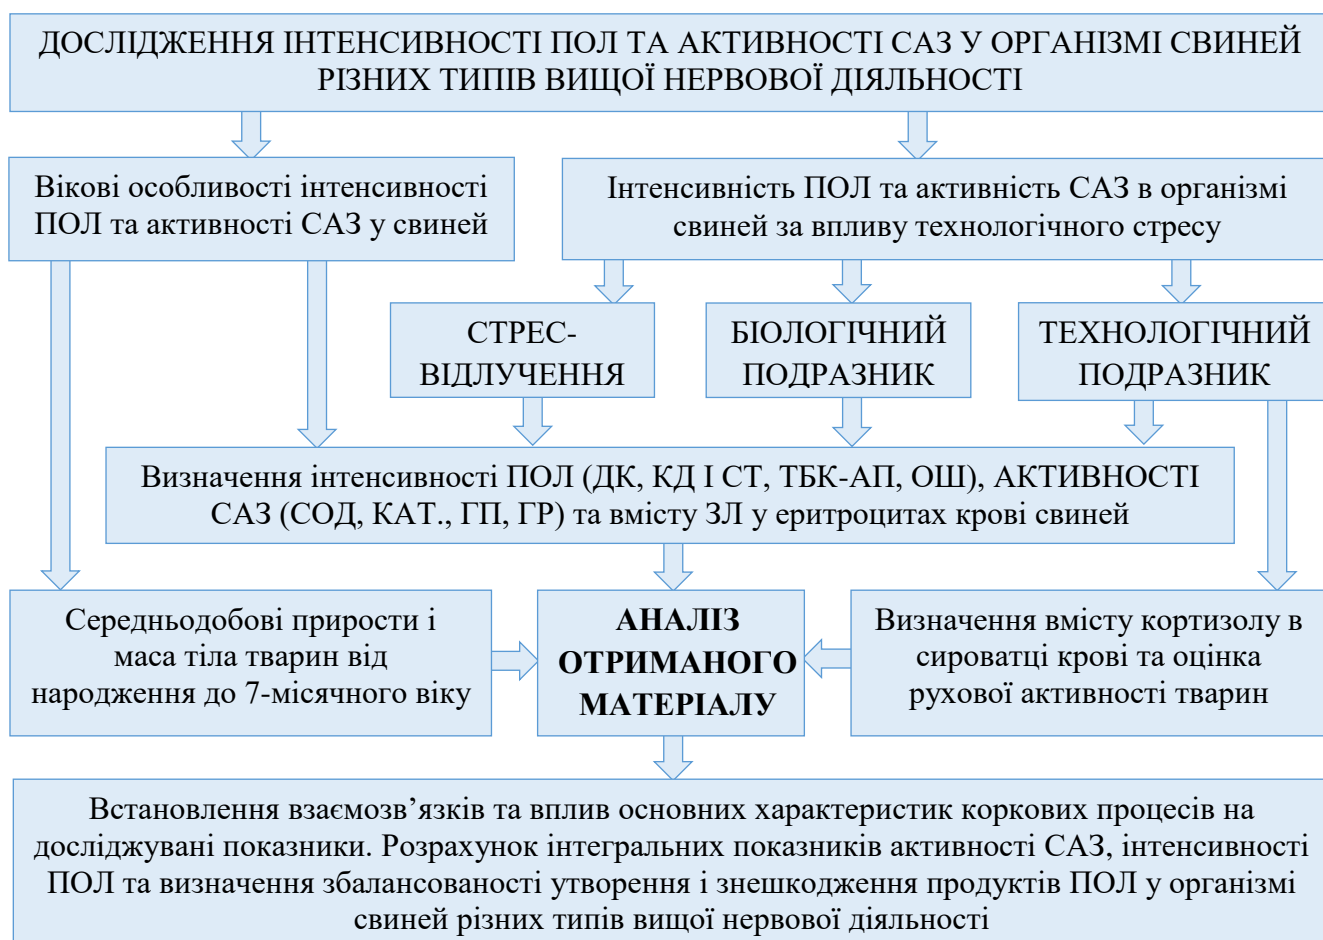 ДОСЛІДЖЕННЯ ІНТЕНСИВНОСТІ ПОЛ ТА АКТИВНОСТІ САЗ У ОРГАНІЗМІ СВИНЕЙ
РІЗНИХ ТИПІВ ВИЩОЇ НЕРВОВОЇ ДІЯЛЬНОСТІ
Вікові особливості інтенсивності
ПОЛ та активності САЗ у свиней
Інтенсивність ПОЛ та активність САЗ в організмі
свиней за впливу технологічного стресу
СТРЕС-
ВІДЛУЧЕННЯ
БІОЛОГІЧНИЙ
ПОДРАЗНИК
ТЕХНОЛОГІЧНИЙ
ПОДРАЗНИК
Визначення інтенсивності ПОЛ (ДК, КД І СТ, ТБК-АП, ОШ), АКТИВНОСТІ
САЗ (СОД, КАТ., ГП, ГР) та вмісту ЗЛ у еритроцитах крові свиней
Середньодобові прирости і
маса тіла тварин від
народження до 7-місячного віку
АНАЛІЗ
ОТРИМАНОГО
МАТЕРІАЛУ
Визначення вмісту кортизолу в
сироватці крові та оцінка
рухової активності тварин
Встановлення взаємозв’язків та вплив основних характеристик коркових процесів на
досліджувані показники. Розрахунок інтегральних показників активності САЗ, інтенсивності
ПОЛ та визначення збалансованості утворення і знешкодження продуктів ПОЛ у організмі
свиней різних типів вищої нервової діяльності